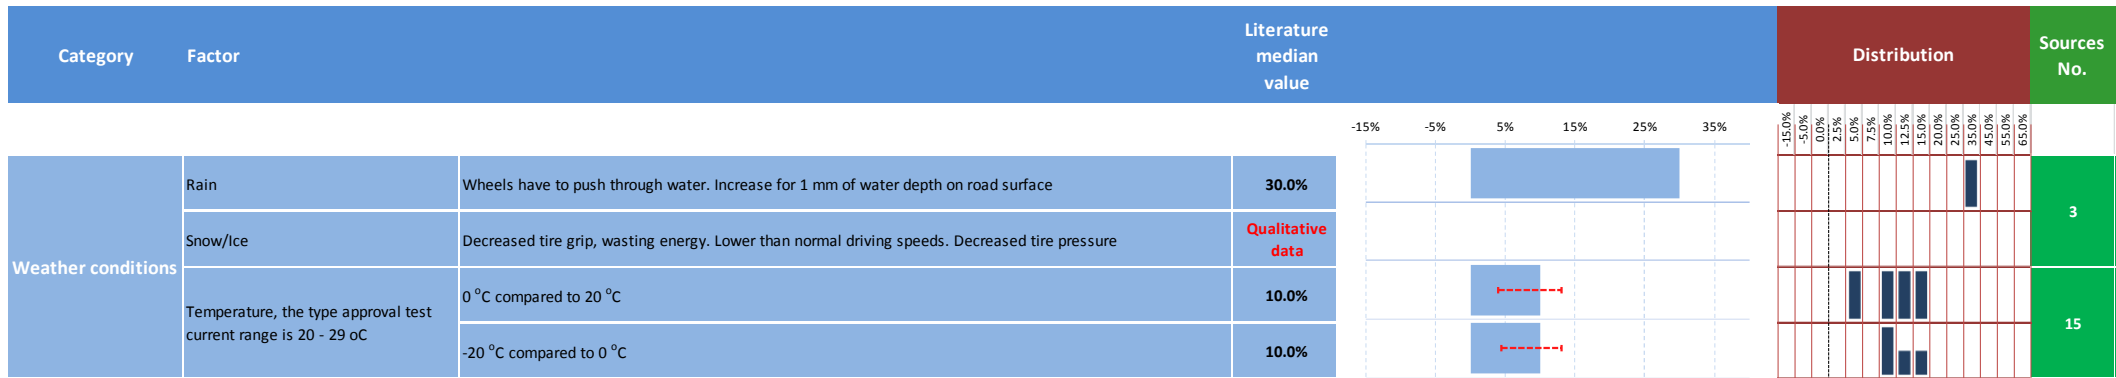 Category
Factor
Literature
median
value
Distribution
Sources
No.
-15%
-5%
5%
15%
25%
35%
-15.0%
-5.0%
0.0%
2.5%
5.0%
7.5%
10.0%
12.5%
15.0%
20.0%
25.0%
35.0%
45.0%
55.0%
65.0%
Weather conditions
Rain
Wheels have to push through water. Increase for 1 mm of water depth on road surface
30.0%
3
Snow/Ice
Decreased tire grip, wasting energy. Lower than normal driving speeds. Decreased tire pressure
Qualitative
data
Temperature, the type approval test
current range is 20 - 29 oC
0 °C compared to 20 °C
10.0%
15
-20 °C compared to 0 °C
10.0%